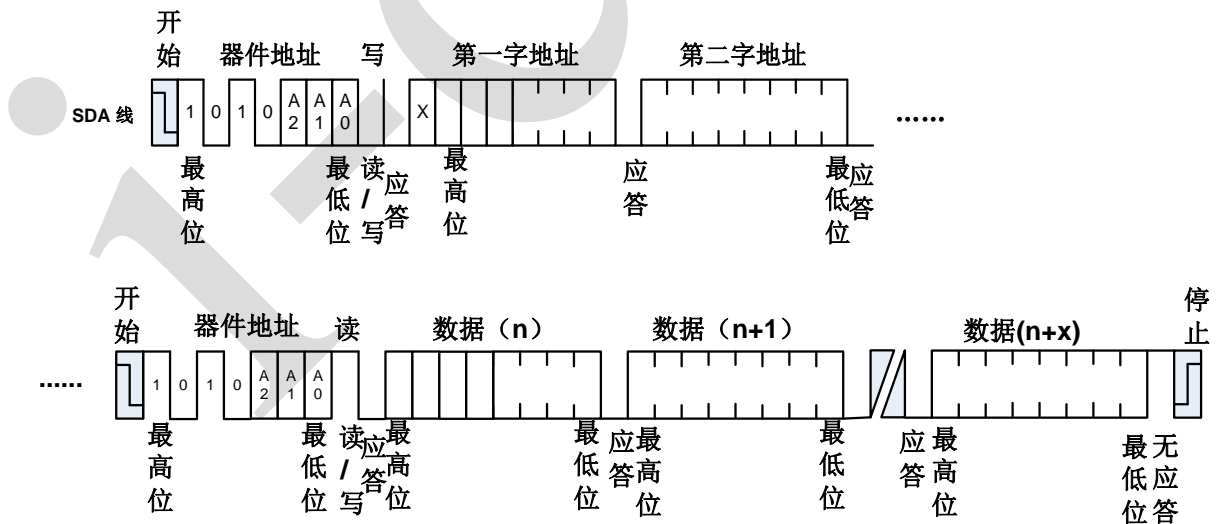 开始 器件地址 写 第一字地址 第二字地址
SDA 线 1 0 1 0 A2 A1 A0 X ......
最高位 最低位 读/写 应答 最高位 应答 最低位 应答
开始 器件地址 读 数据（n） 数据（n+1） 数据(n+x) 停止
...... 1 0 1 0 A2 A1 A0
最高位 最低位 读/写 应答 最高位 最低位 应答 最高位 最低位 应答 最高位 最低位 无应答